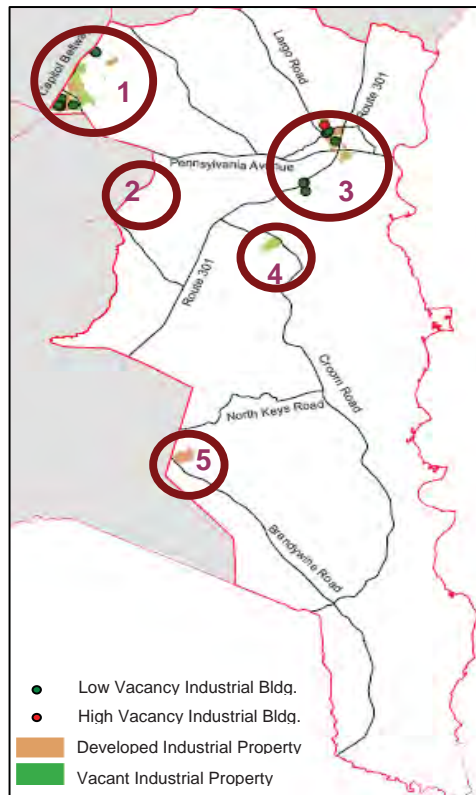 Capitol Beltwa
1
Largo Road
Route 301
Pennsylvania Avenue
2
3
4
Route 301
Croom Road
North Keys Road
5
Brandywine Road
Low Vacancy Industrial Bldg.
High Vacancy Industrial Bldg.
Developed Industrial Property
Vacant Industrial Property